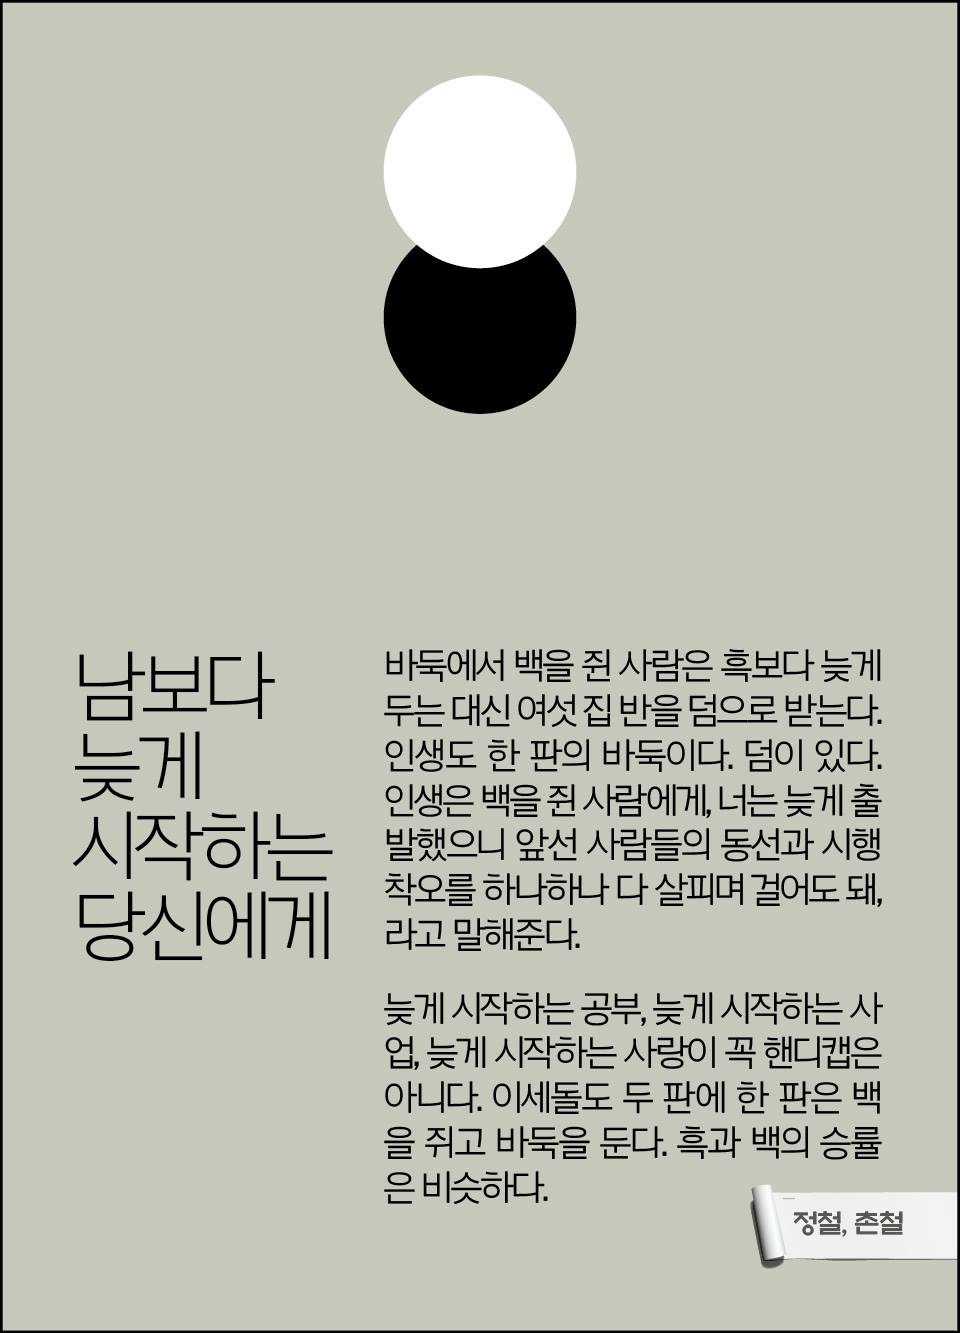 남보다
늦게
시작하는
당신에게
바둑에서 백을 쥔 사람은 흑보다 늦게
두는 대신 여섯 집 반을 덤으로 받는다.
인생도 한 판의 바둑이다. 덤이 있다.
인생은 백을 쥔 사람에게, 너는 늦게 출
발했으니 앞선 사람들의 동선과 시행
착오를 하나하나 다 살피며 걸어도 돼,
라고 말해준다.
늦게 시작하는 공부, 늦게 시작하는 사
업, 늦게 시작하는 사랑이 꼭 핸디캡은
아니다. 이세돌도 두 판에 한 판은 백
을 쥐고 바둑을 둔다. 흑과 백의 승률
은 비슷하다.
정철, 촌철